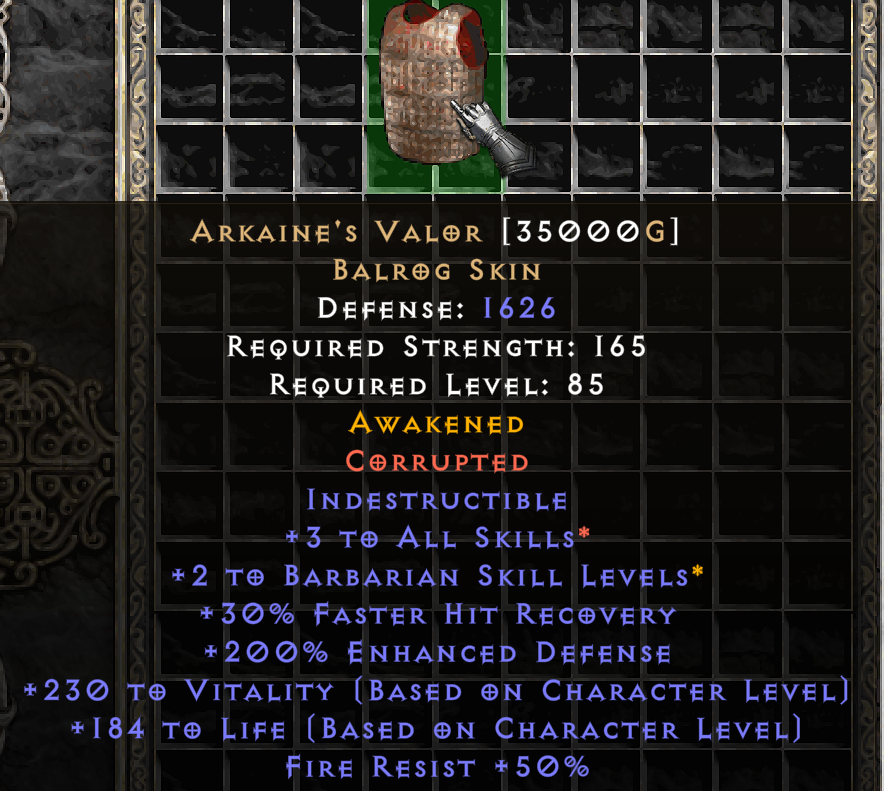 Arkaine's Valor [35000G]
Balrog Skin
Defense: 1626
Required Strength: 165
Required Level: 85
Awakened
Corrupted
Indestructible
+3 to All Skills*
+2 to Barbarian Skill Levels*
+30% Faster Hit Recovery
+200% Enhanced Defense
+230 to Vitality (Based on Character Level)
+184 to Life (Based on Character Level)
Fire Resist +50%